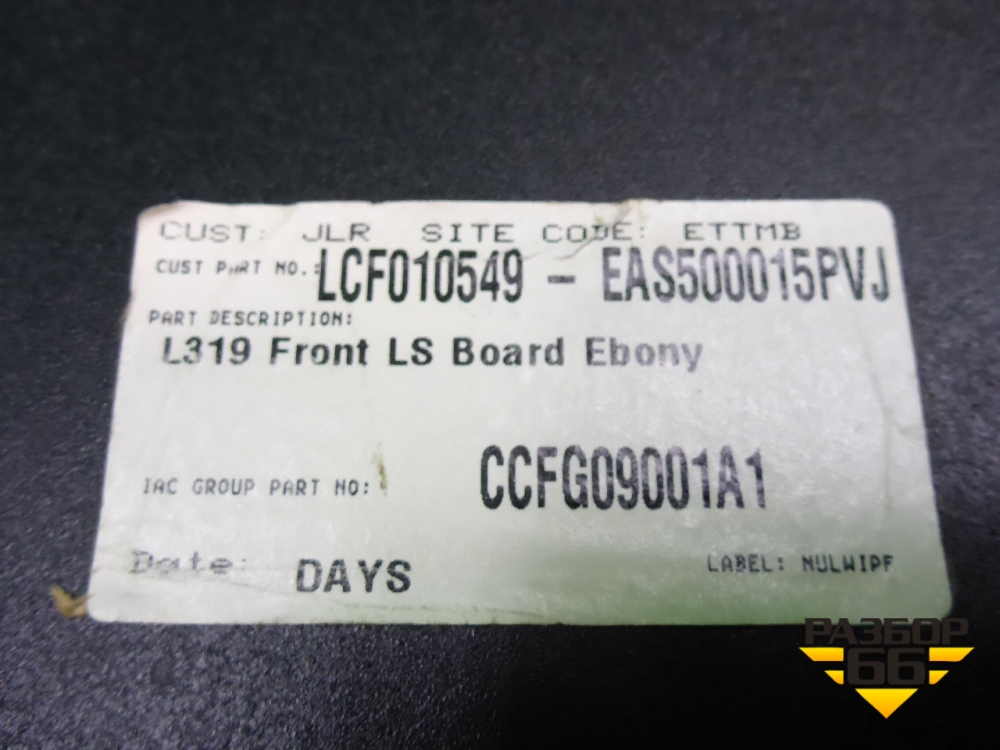 CUST: JLR SITE CODE: ETTMB
CUST PART NO.: LCF010549 - EAS500015PVJ
PART DESCRIPTION:
L319 Front LS Board Ebony
IAC GROUP PART NO: CCFG09001A1
Date: DAYS LABEL: NULWIPF
РАЗБОР
66